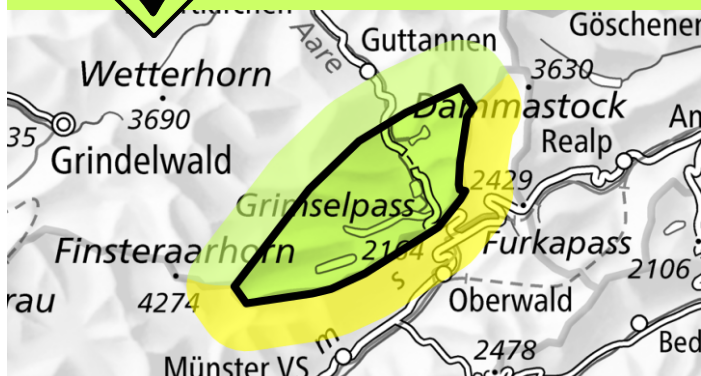 Göschenen
Guttannen
Aare
Wetterhorn
3630
Dammastock
3690
35
An
Realp
Grindelwald
2429
Grimselpass
Finsteraarhorn
2164
Furkapass
2106
s
rau
4274
Oberwald
m
Bed
2478
Münster VS